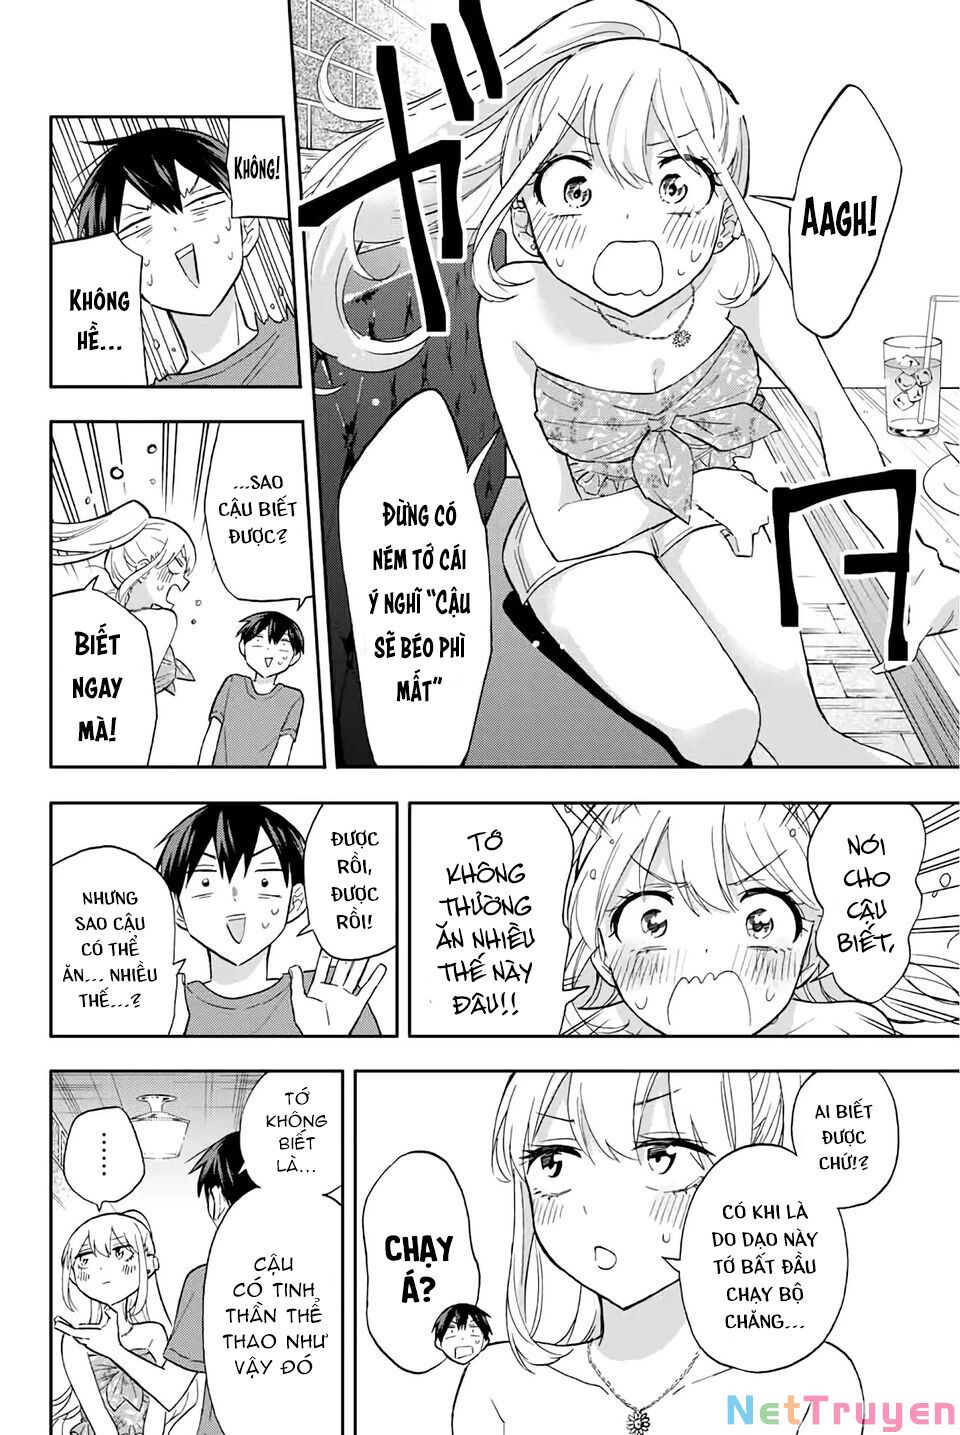 AAGH!
ĐỪNG CÓ
NÉM TỚ CÁI
Ý NGHĨ “CẬU
SẼ BÉO PHÌ
MẤT”
KHÔNG!
KHÔNG
HỀ...
...SAO
CẬU BIẾT
ĐƯỢC?
BIẾT
NGAY
MÀ!
NÓI
CHO
CẬU
BIẾT,
TỚ
KHÔNG
THƯỜNG
ĂN NHIỀU
THẾ NÀY
ĐÂU!!
ĐƯỢC
RỒI,
ĐƯỢC
RỒI!
NHƯNG
SAO CẬU
CÓ THỂ
ĂN... NHIỀU
THẾ...?
AI BIẾT
ĐƯỢC
CHỨ!?
CÓ KHI LÀ
DO DẠO NÀY
TỚ BẮT ĐẦU
CHẠY BỘ
CHĂNG...
CHẠY
Á?
TỚ
KHÔNG
BIẾT
LÀ...
CẬU
CÓ TINH
THẦN THỂ
THAO NHƯ
VẬY ĐÓ
......
NetTruyen